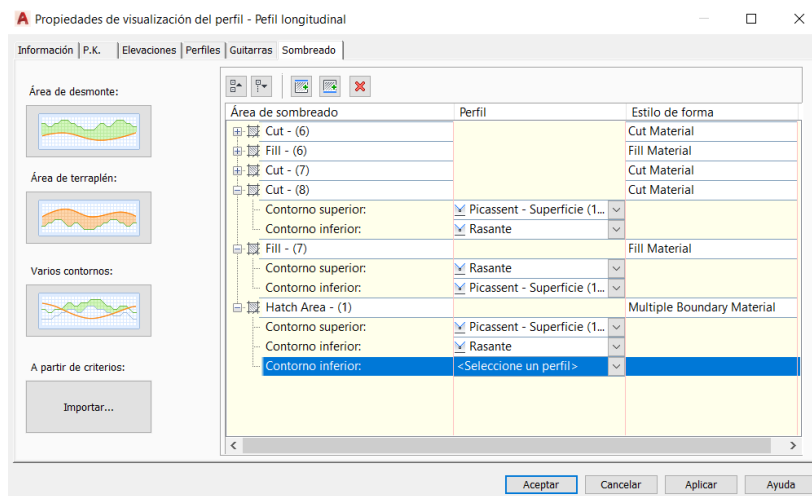 Propiedades de visualización del perfil - Pefil longitudinal
Información P.K. Elevaciones Perfiles Guitarras Sombreado
Área de desmonte:
Área de terraplén:
Varios contornos:
A partir de criterios:
Importar...
Área de sombreado Perfil Estilo de forma
Cut - (6) Cut Material
Fill - (6) Fill Material
Cut - (7) Cut Material
Cut - (8) Cut Material
Contorno superior: Picassent - Superficie (1...
Contorno inferior: Rasante
Fill - (7) Fill Material
Contorno superior: Rasante
Contorno inferior: Picassent - Superficie (1...
Hatch Area - (1) Multiple Boundary Material
Contorno superior: Picassent - Superficie (1...
Contorno inferior: Rasante
Contorno inferior: <Seleccione un perfil>
Aceptar Cancelar Aplicar Ayuda